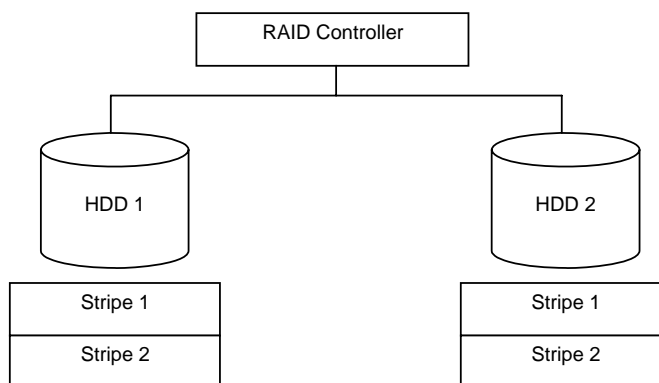 RAID Controller
HDD 1
HDD 2
Stripe 1
Stripe 1
Stripe 2
Stripe 2